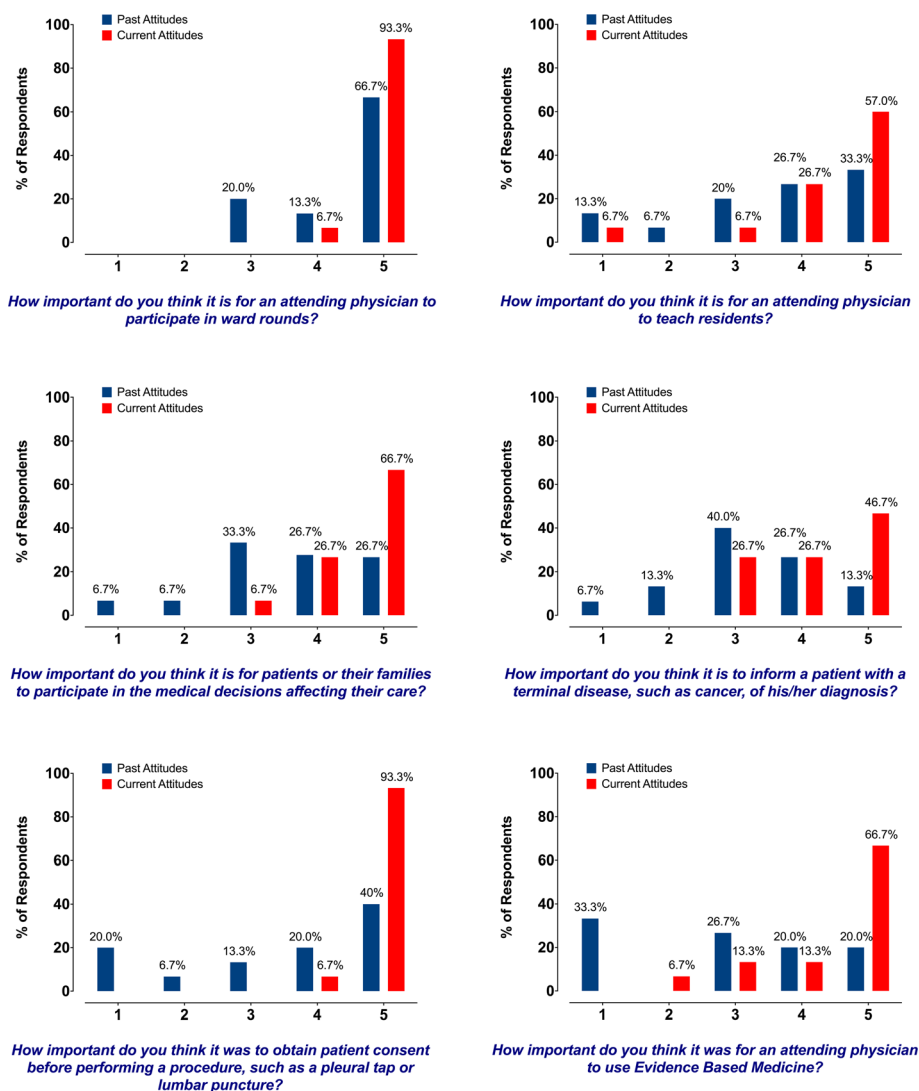 Past Attitudes
Current Attitudes
% of Respondents
100
80
60
40
20
0
20.0%
13.3%
6.7%
66.7%
93.3%
1 2 3 4 5
How important do you think it is for an attending physician to
participate in ward rounds?
Past Attitudes
Current Attitudes
% of Respondents
100
80
60
40
20
0
13.3%
6.7%
6.7%
20%
6.7%
26.7%
26.7%
33.3%
57.0%
1 2 3 4 5
How important do you think it is for an attending physician
to teach residents?
Past Attitudes
Current Attitudes
% of Respondents
100
80
60
40
20
0
6.7%
6.7%
33.3%
6.7%
26.7%
26.7%
26.7%
66.7%
1 2 3 4 5
How important do you think it is for patients or their families
to participate in the medical decisions affecting their care?
Past Attitudes
Current Attitudes
% of Respondents
100
80
60
40
20
0
6.7%
13.3%
40.0%
26.7%
26.7%
26.7%
13.3%
46.7%
1 2 3 4 5
How important do you think it is to inform a patient with a
terminal disease, such as cancer, of his/her diagnosis?
Past Attitudes
Current Attitudes
% of Respondents
100
80
60
40
20
0
20.0%
6.7%
13.3%
20.0%
6.7%
40%
93.3%
1 2 3 4 5
How important do you think it was to obtain patient consent
before performing a procedure, such as a pleural tap or
lumbar puncture?
Past Attitudes
Current Attitudes
% of Respondents
100
80
60
40
20
0
33.3%
6.7%
26.7%
13.3%
20.0%
13.3%
20.0%
66.7%
1 2 3 4 5
How important do you think it was for an attending physician
to use Evidence Based Medicine?